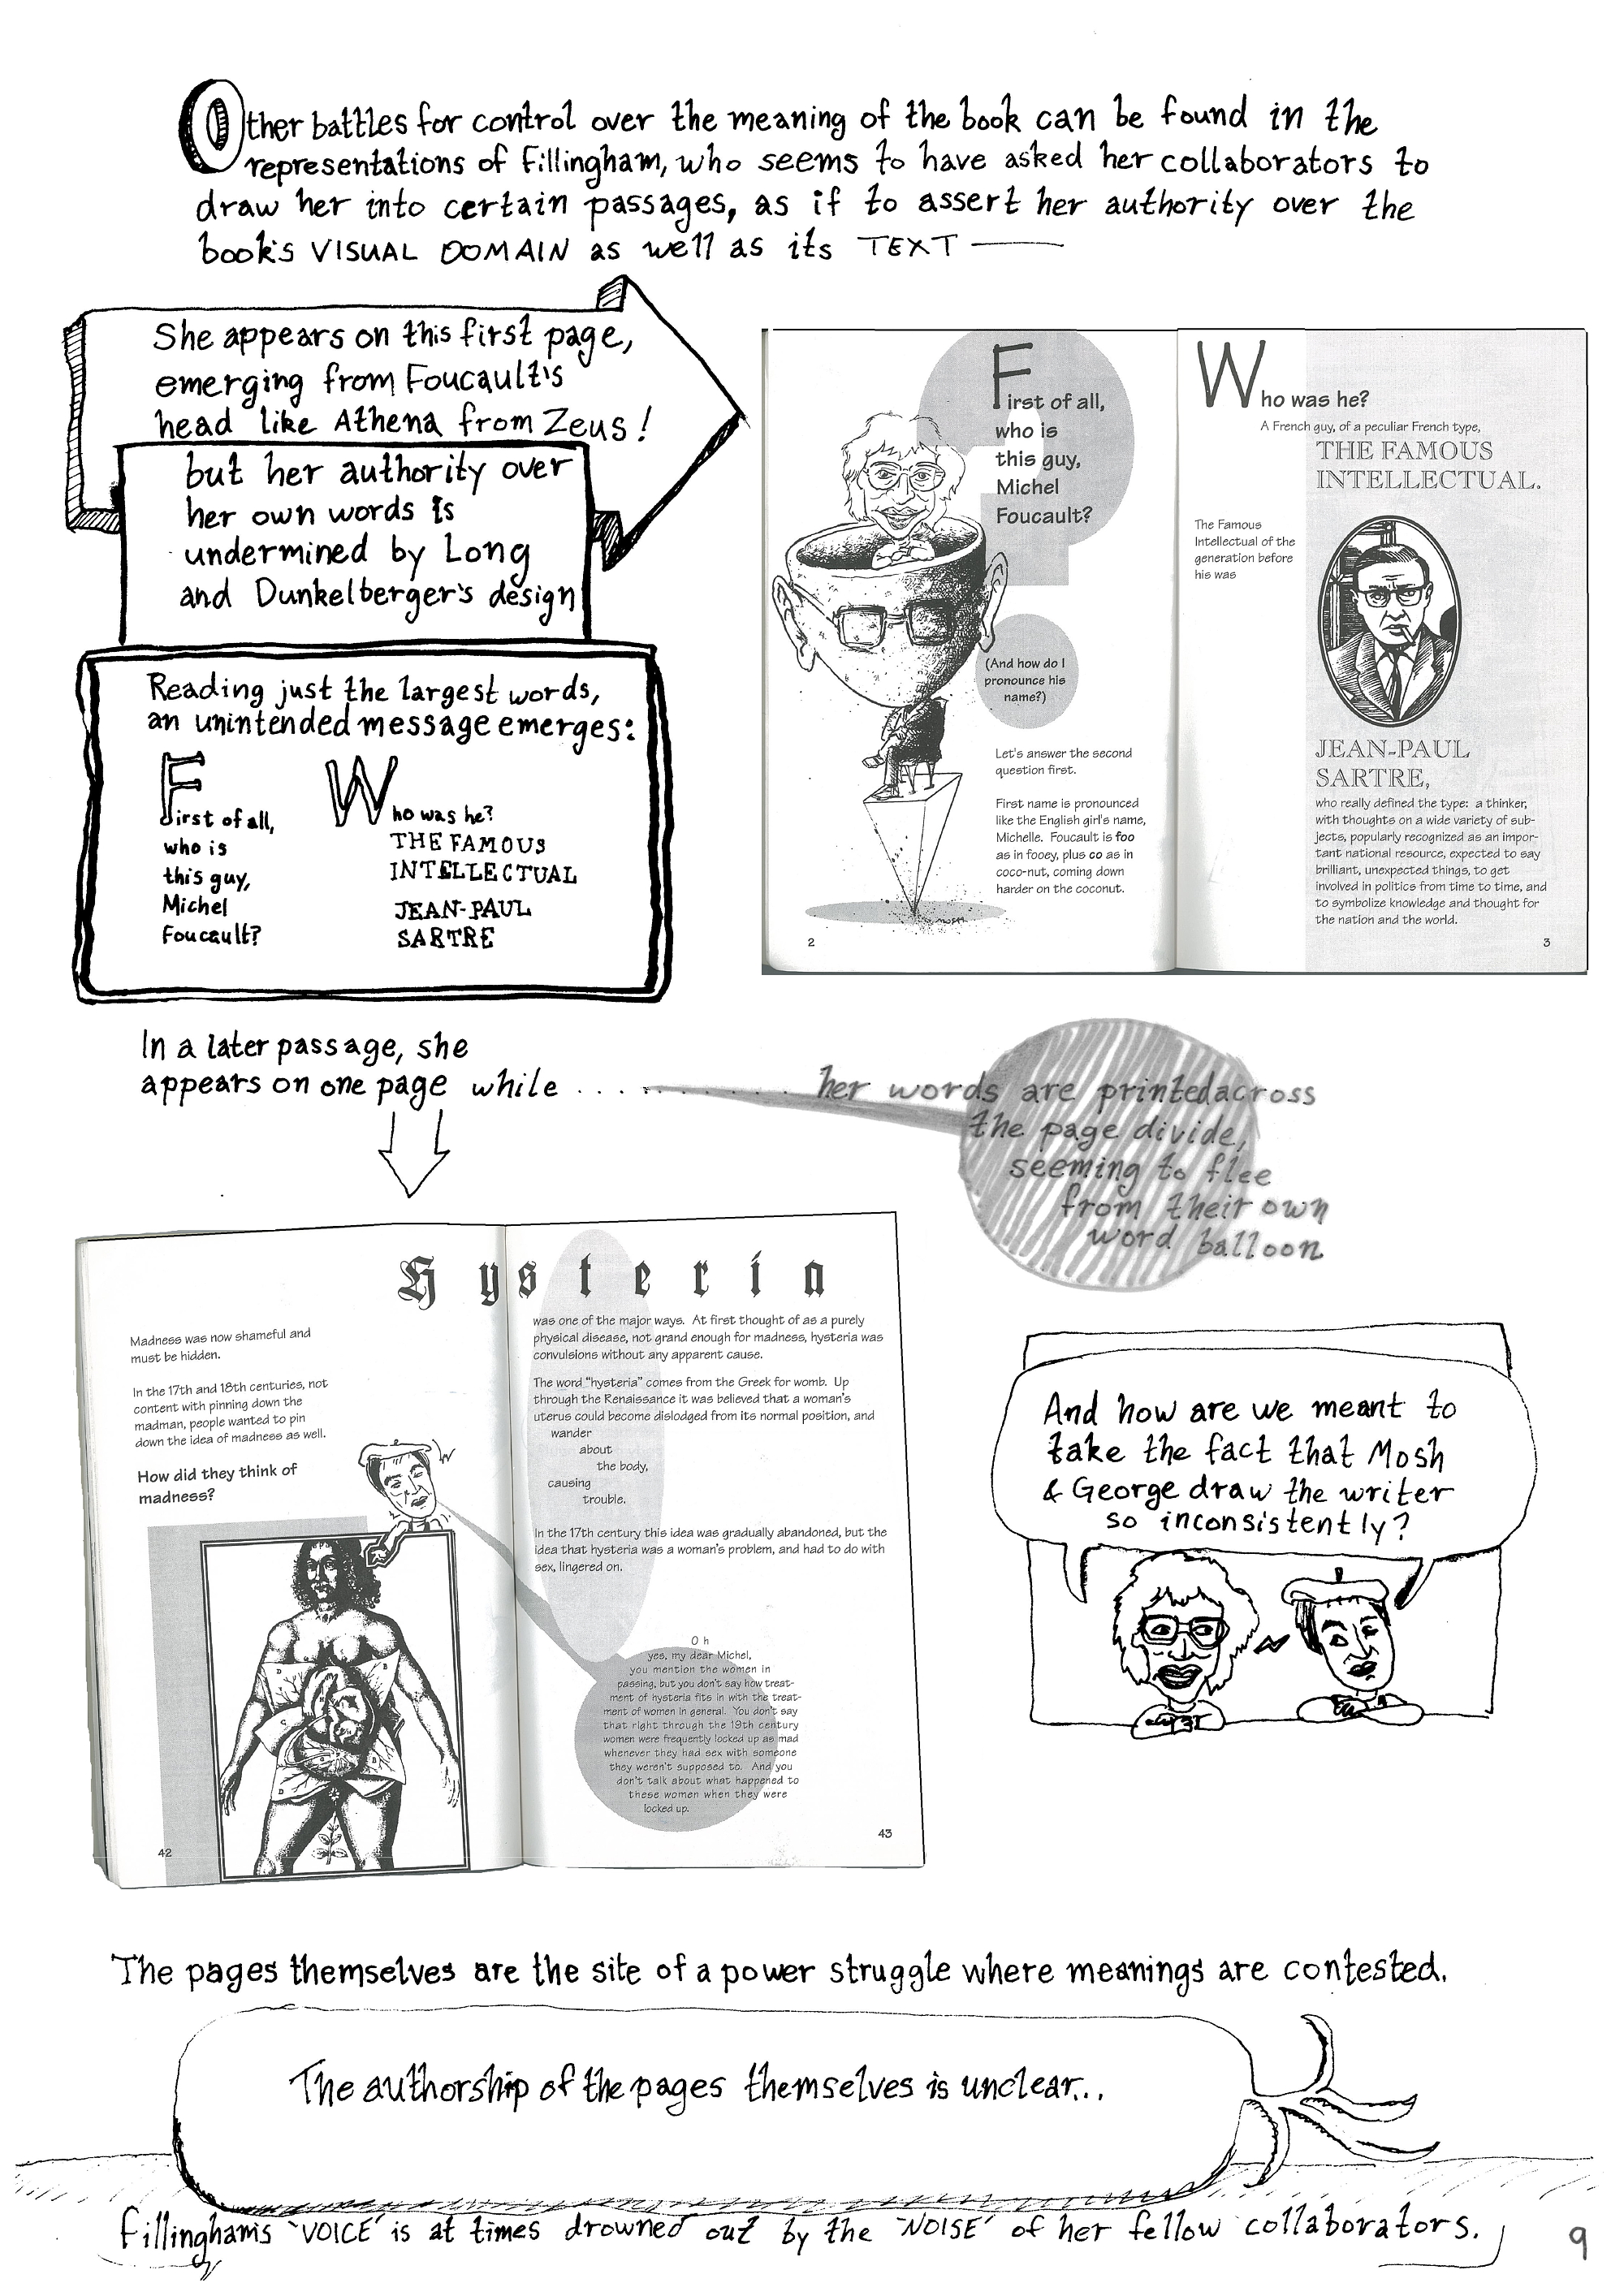 Other battles for control over the meaning of the book can be found in the
representations of Fillingham, who seems to have asked her collaborators to
draw her into certain passages, as if to assert her authority over the
book's VISUAL DOMAIN as well as its TEXT —
She appears on this first page,
emerging from Foucault's
head like Athena from Zeus!
but her authority over
her own words is
undermined by Long
and Dunkelberger's design
Reading just the largest words,
an unintended message emerges:
First of all,
who is
this guy,
Michel
Foucault?
Who was he?
THE FAMOUS
INTELLECTUAL
JEAN-PAUL
SARTRE
First of all,
who is
this guy,
Michel
Foucault?
(And how do I
pronounce his
name?)
Let's answer the second
question first.
First name is pronounced
like the English girl's name,
Michelle. Foucault is foo
as in fooey, plus co as in
coco-nut, coming down
harder on the coconut.
2
Who was he?
A French guy, of a peculiar French type,
THE FAMOUS
INTELLECTUAL.
The Famous
Intellectual of the
generation before
his was
JEAN-PAUL
SARTRE,
who really defined the type: a thinker,
with thoughts on a wide variety of sub-
jects, popularly recognized as an impor-
tant national resource, expected to say
brilliant, unexpected things, to get
involved in politics from time to time, and
to symbolize knowledge and thought for
the nation and the world.
3
In a later passage, she
appears on one page while . . . . . . . . . . . .
her words are printedacross
the page divide,
seeming to flee
from their own
word balloon
Hysteria
Madness was now shameful and
must be hidden.
In the 17th and 18th centuries, not
content with pinning down the
madman, people wanted to pin
down the idea of madness as well.
How did they think of
madness?
42
was one of the major ways. At first thought of as a purely
physical disease, not grand enough for madness, hysteria was
convulsions without any apparent cause.
The word "hysteria" comes from the Greek for womb. Up
through the Renaissance it was believed that a woman's
uterus could become dislodged from its normal position, and
wander
about
the body,
causing
trouble.
In the 17th century this idea was gradually abandoned, but the
idea that hysteria was a woman's problem, and had to do with
sex, lingered on.
Oh
yes, my dear Michel,
you mention the women in
passing, but you don't say how treat-
ment of hysteria fits in with the treat-
ment of women in general. You don't say
that right through the 19th century
women were frequently locked up as mad
whenever they had sex with someone
they weren't supposed to. And you
don't talk about what happened to
these women when they were
locked up.
43
And how are we meant to
take the fact that Mosh
& George draw the writer
so inconsistently?
The pages themselves are the site of a power struggle where meanings are contested.
The authorship of the pages themselves is unclear...
Fillingham's 'VOICE' is at times drowned out by the 'NOISE' of her fellow collaborators.
9